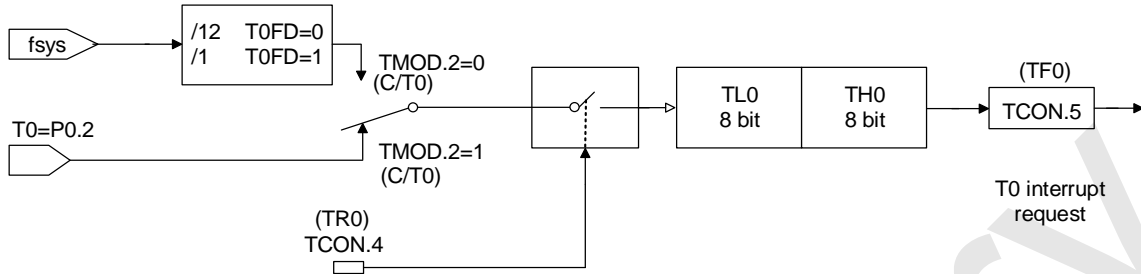 fsys
/12 T0FD=0
/1 T0FD=1
TMOD.2=0
(C/T0)
T0=P0.2
TMOD.2=1
(C/T0)
(TR0)
TCON.4
TL0
8 bit
TH0
8 bit
(TF0)
TCON.5
T0 interrupt
request